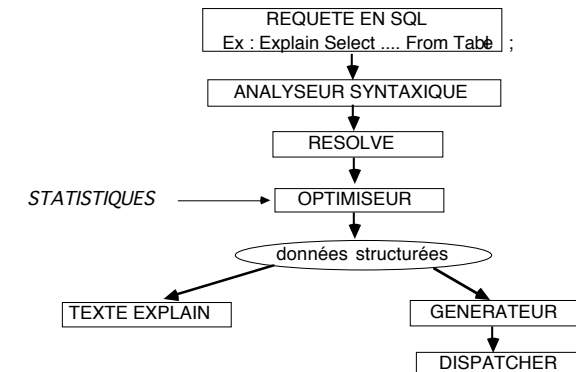 REQUETE EN SQL
Ex : Explain Select .... From Table ;
ANALYSEUR SYNTAXIQUE
RESOLVE
STATISTIQUES
OPTIMISEUR
données structurées
TEXTE EXPLAIN
GENERATEUR
DISPATCHER